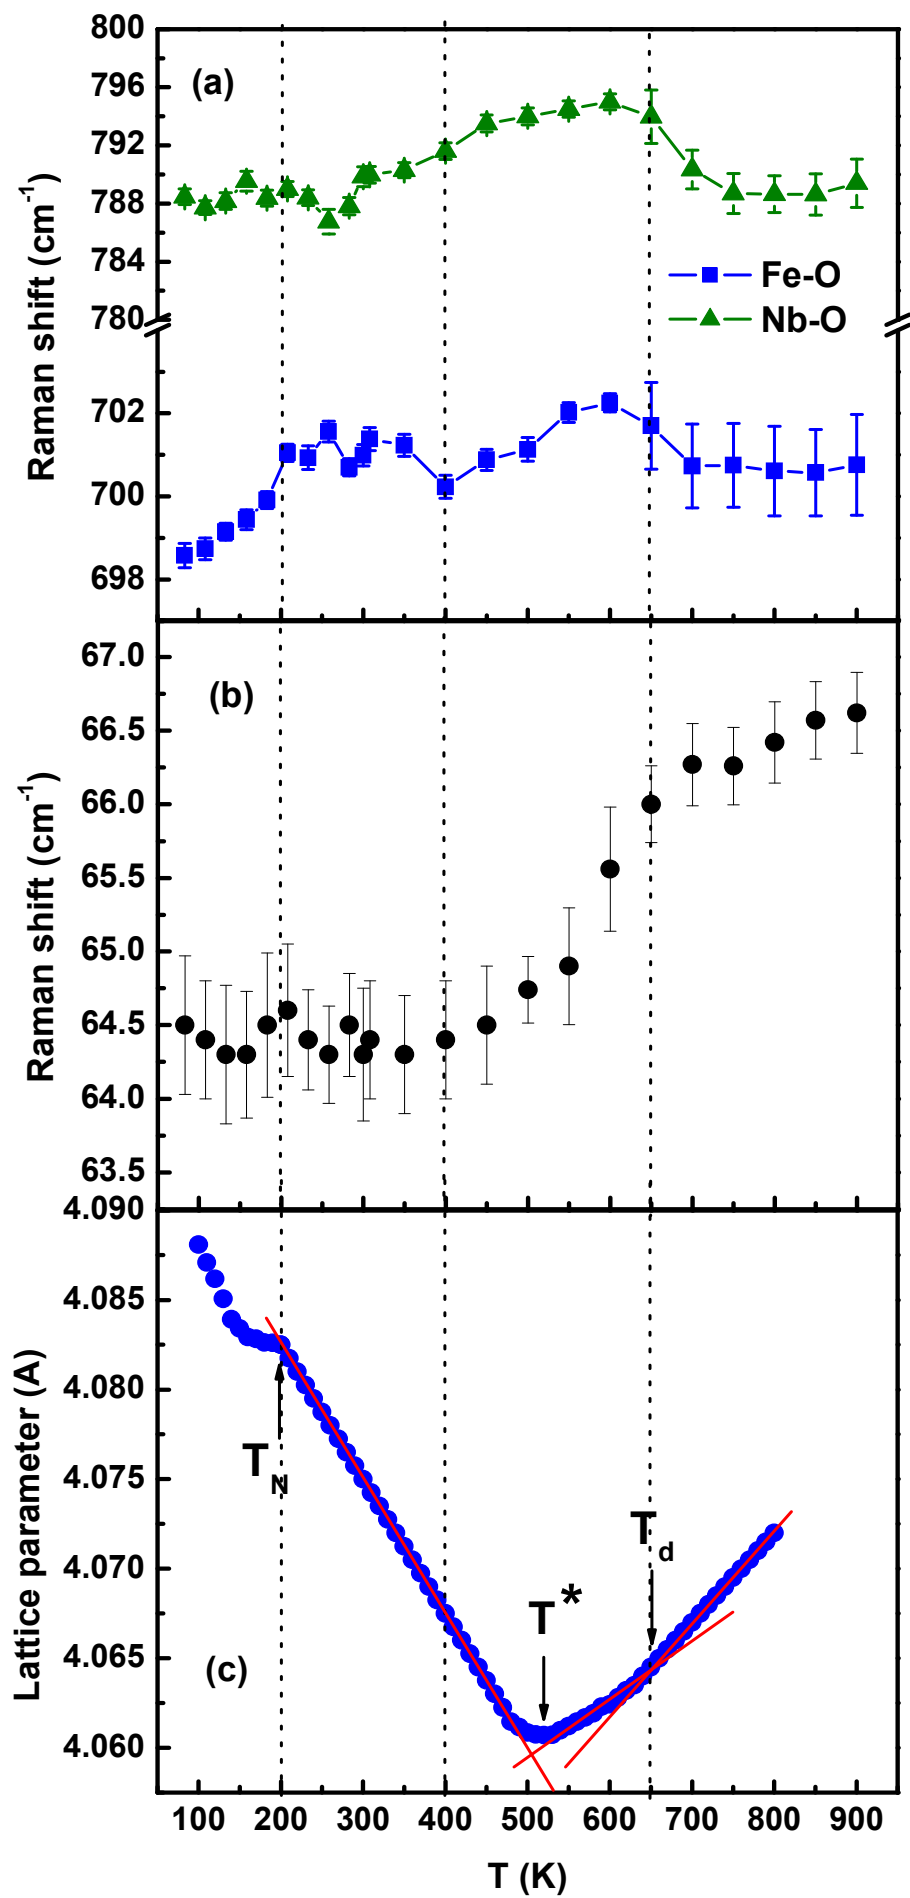 800
(a)
796
792
788
784
780
Fe-O
Nb-O
702
700
698
Raman shift (cm⁻¹)
67.0
(b)
66.5
66.0
65.5
65.0
64.5
64.0
63.5
Raman shift (cm⁻¹)
4.090
4.085
4.080
4.075
4.070
4.065
4.060
Lattice parameter (A)
T_N
T_d
T*
(c)
100 200 300 400 500 600 700 800 900
T (K)